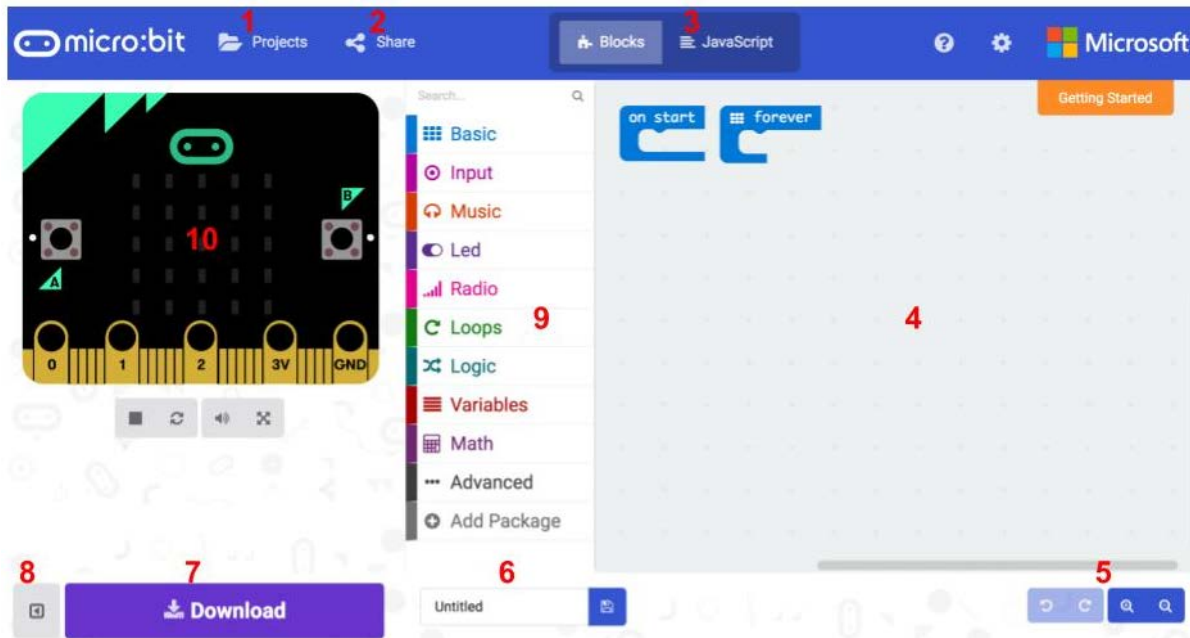 1 2 3
micro:bit Projects Share Blocks JavaScript Microsoft
Search...
Getting Started
on start forever
Basic
Input
Music
Led
Radio
Loops
Logic
Variables
Math
Advanced
Add Package
B
10
A
0 1 2 3V GND
9
4
8 7 6 5
Download Untitled